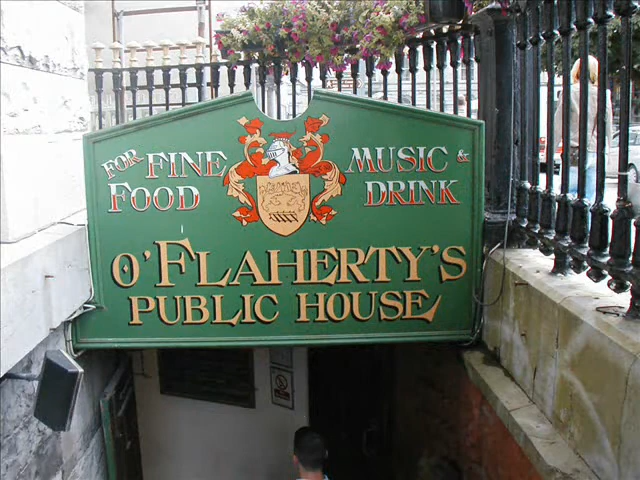 FOR FINE FOOD
MUSIC & DRINK
O'FLAHERTY'S
PUBLIC HOUSE